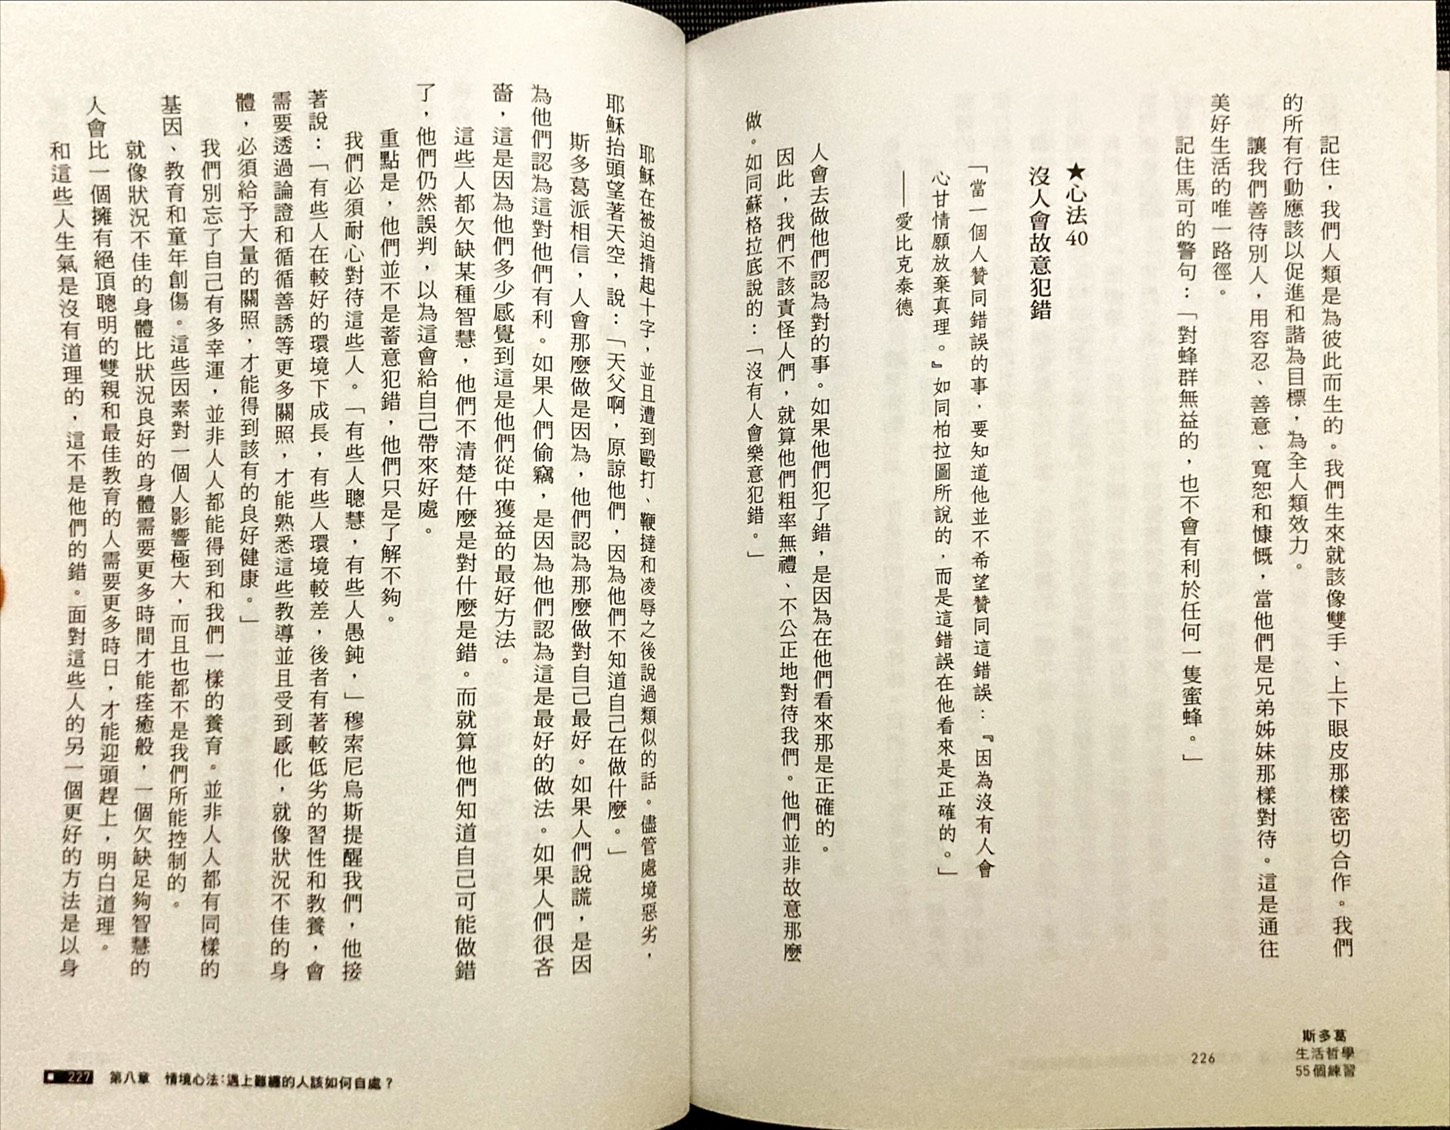 記住，我們人類是為彼此而生的。我們生來就該像雙手、上下眼皮那樣密切合作。我們
的所有行動應該以促進和諧為目標，為全人類效力。
讓我們善待別人，用容忍、善意、寬恕和慷慨，當他們是兄弟姊妹那樣對待。這是通往
美好生活的唯一路徑。
記住馬可的警句：「對蜂群無益的，也不會有利於任何一隻蜜蜂。」
★心法40
沒人會故意犯錯
「當一個人贊同錯誤的事，要知道他並不希望贊同這錯誤：『因為沒有人會
心甘情願放棄真理。』如同柏拉圖所說的，而是這錯誤在他看來是正確的。」
——愛比克泰德
人會去做他們認為對的事。如果他們犯了錯，是因為在他們看來那是正確的。
因此，我們不該責怪人們，就算他們粗率無禮、不公正地對待我們。他們並非故意那麼
做。如同蘇格拉底說的：「沒有人會樂意犯錯。」
226
斯多葛
生活哲學
55個練習
耶穌在被迫揹起十字，並且遭到毆打、鞭撻和凌辱之後說過類似的話。儘管處境惡劣，
耶穌抬頭望著天空，說：「天父啊，原諒他們，因為他們不知道自己在做什麼。」
斯多葛派相信，人會那麼做是因為，他們認為那麼做對自己最好。如果人們說謊，是因
為他們認為這對他們有利。如果人們偷竊，是因為他們認為這是最好的做法。如果人們很吝
嗇，這是因為他們多少感覺到這是他們從中獲益的最好方法。
這些人都欠缺某種智慧，他們不清楚什麼是對什麼是錯。而就算他們知道自己可能做錯
了，他們仍然誤判，以為這會給自己帶來好處。
重點是，他們並不是蓄意犯錯，他們只是了解不夠。
我們必須耐心對待這些人。「有些人聰慧，有些人愚鈍，」穆索尼烏斯提醒我們，他接
著說：「有些人在較好的環境下成長，有些人環境較差，後者有著較低劣的習性和教養，會
需要透過論證和循循善誘等更多關照，才能熟悉這些教導並且受到感化，就像狀況不佳的身
體，必須給予大量的關照，才能得到該有的良好健康。」
我們別忘了自己有多幸運，並非人人都能得到和我們一樣的養育。並非人人都有同樣的
基因、教育和童年創傷。這些因素對一個人影響極大，而且也都不是我們所能控制的。
就像狀況不佳的身體比狀況良好的身體需要更多時間才能痊癒般，一個欠缺足夠智慧的
人會比一個擁有絕頂聰明的雙親和最佳教育的人需要更多時日，才能迎頭趕上，明白道理。
和這些人生氣是沒有道理的，這不是他們的錯。面對這些人的另一個更好的方法是以身
227 第八章 情境心法：遇上難纏的人該如何自處？